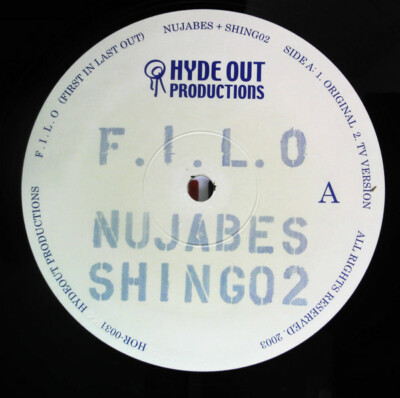 HYDE OUT
PRODUCTIONS
F.I.L.O
A
NUJABES
SHING02
HYDEOUT PRODUCTIONS
F. I. L. O (FIRST IN LAST OUT)
NUJABES + SHING02
SIDE A: 1. ORIGINAL 2. TV VERSION
ALL RIGHTS RESERVED. 2003
HOR-0031